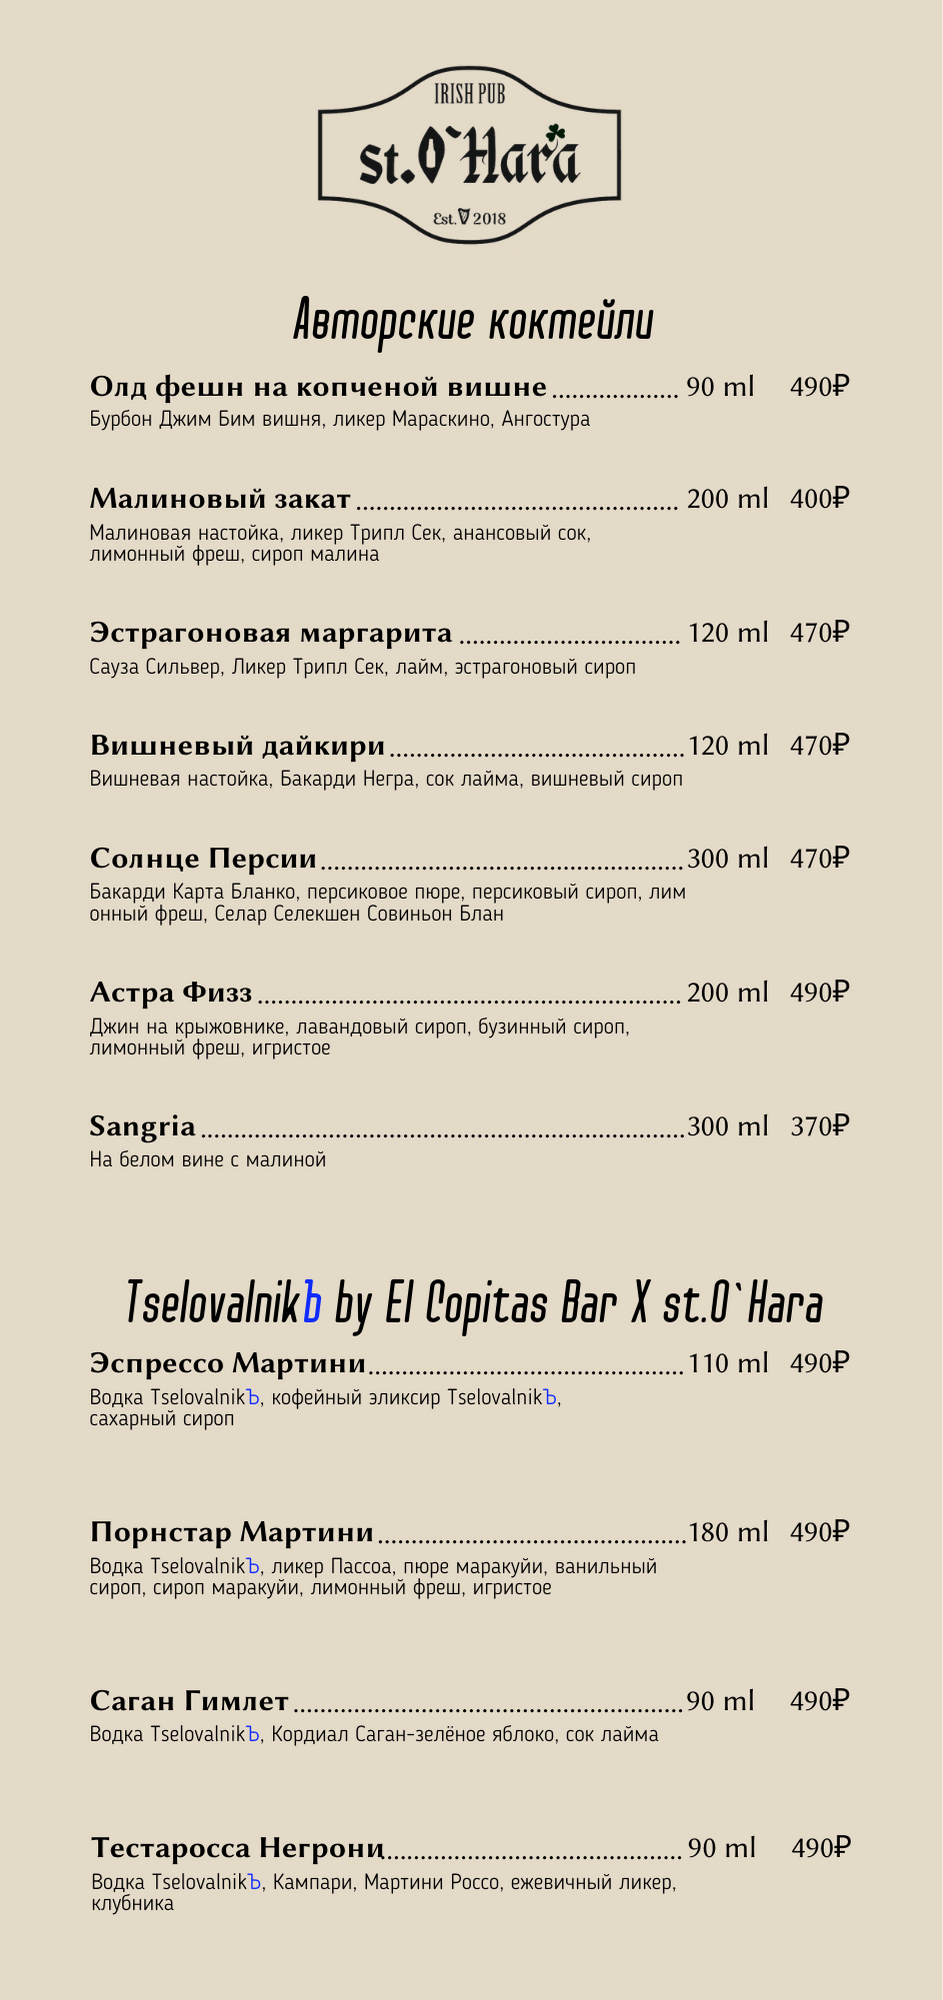 IRISH PUB
st.O`Hara
Est. 2018
Авторские коктейли
Олд фешн на копченой вишне ................... 90 ml 490₽
Бурбон Джим Бим вишня, ликер Мараскино, Ангостура
Малиновый закат ................................................ 200 ml 400₽
Малиновая настойка, ликер Трипл Сек, анансовый сок,
лимонный фреш, сироп малина
Эстрагоновая маргарита ................................. 120 ml 470₽
Сауза Сильвер, Ликер Трипл Сек, лайм, эстрагоновый сироп
Вишневый дайкири ............................................ 120 ml 470₽
Вишневая настойка, Бакарди Негра, сок лайма, вишневый сироп
Солнце Персии ...................................................... 300 ml 470₽
Бакарди Карта Бланко, персиковое пюре, персиковый сироп, лим
онный фреш, Селар Селекшен Совиньон Блан
Астра Физз ............................................................... 200 ml 490₽
Джин на крыжовнике, лавандовый сироп, бузинный сироп,
лимонный фреш, игристое
Sangria ........................................................................ 300 ml 370₽
На белом вине с малиной
TselovalnikЪ by El Copitas Bar X st.O`Hara
Эспрессо Мартини ............................................... 110 ml 490₽
Водка TselovalnikЪ, кофейный эликсир TselovalnikЪ,
сахарный сироп
Порнстар Мартини .............................................. 180 ml 490₽
Водка TselovalnikЪ, ликер Пассоа, пюре маракуйи, ванильный
сироп, сироп маракуйи, лимонный фреш, игристое
Саган Гимлет .......................................................... 90 ml 490₽
Водка TselovalnikЪ, Кордиал Саган-зелёное яблоко, сок лайма
Тестаросса Негрони ............................................. 90 ml 490₽
Водка TselovalnikЪ, Кампари, Мартини Россо, ежевичный ликер,
клубника